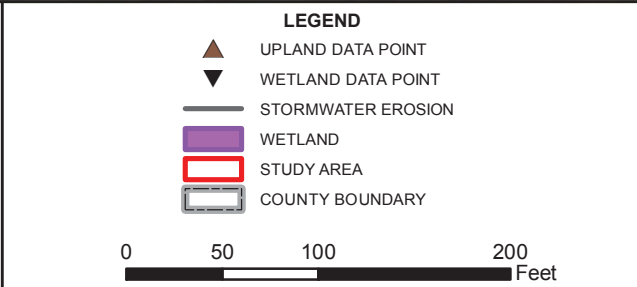 LEGEND
UPLAND DATA POINT
WETLAND DATA POINT
STORMWATER EROSION
WETLAND
STUDY AREA
COUNTY BOUNDARY
0 50 100 200
Feet